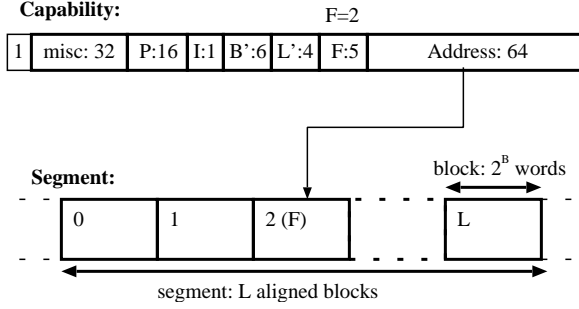 Capability:
F=2
1 misc: 32 P:16 I:1 B':6 L':4 F:5 Address: 64
block: 2^B words
Segment:
0 1 2 (F) L
segment: L aligned blocks